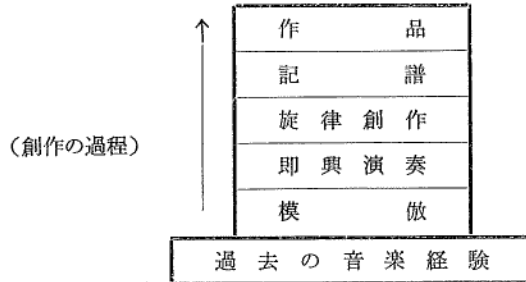 作品
記譜
旋律創作
(創作の過程)
即興演奏
模倣
過去の音楽経験